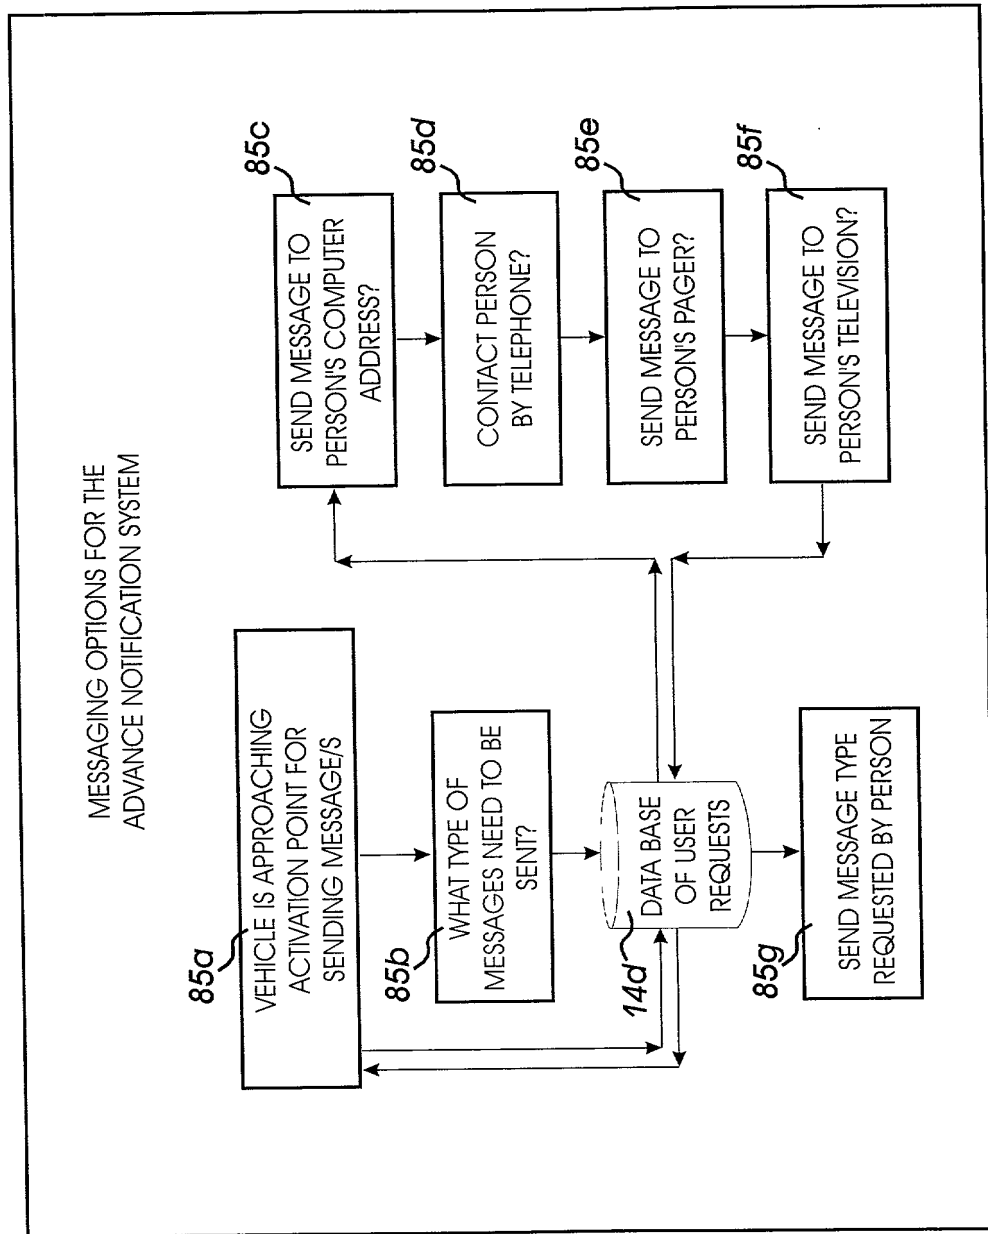 MESSAGING OPTIONS FOR THE
ADVANCE NOTIFICATION SYSTEM
85a
VEHICLE IS APPROACHING
ACTIVATION POINT FOR
SENDING MESSAGE/S
85b
WHAT TYPE OF
MESSAGES NEED TO BE
SENT?
14d
DATA BASE
OF USER
REQUESTS
85g
SEND MESSAGE TYPE
REQUESTED BY PERSON
85c
SEND MESSAGE TO
PERSON'S COMPUTER
ADDRESS?
85d
CONTACT PERSON
BY TELEPHONE?
85e
SEND MESSAGE TO
PERSON'S PAGER?
85f
SEND MESSAGE TO
PERSON'S TELEVISION?